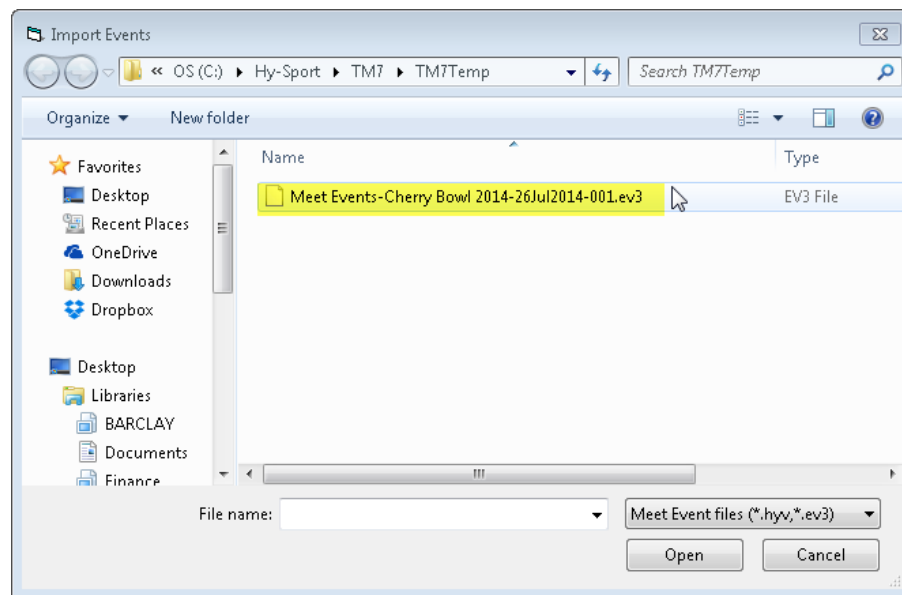 Import Events
« OS (C:) ▸ Hy-Sport ▸ TM7 ▸ TM7Temp
Search TM7Temp
Organize
New folder
Name
Type
Favorites
Desktop
Recent Places
OneDrive
Downloads
Dropbox
Desktop
Libraries
BARCLAY
Documents
Finance
Meet Events-Cherry Bowl 2014-26Jul2014-001.ev3
EV3 File
File name:
Meet Event files (*.hyv,*.ev3)
Open
Cancel